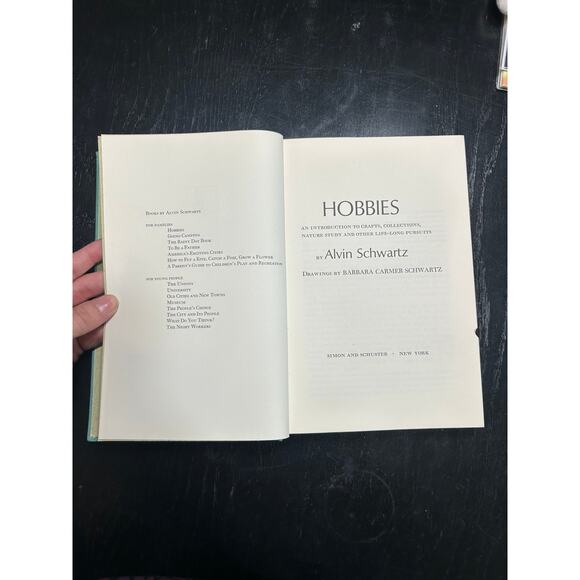 Books by Alvin Schwartz
FOR FAMILIES
Hobbies
Going Camping
The Rainy Day Book
To Be a Father
America's Exciting Cities
How to Fly a Kite, Catch a Fish, Grow a Flower
A Parent's Guide to Children's Play and Recreation
FOR YOUNG PEOPLE
The Unions
University
Old Cities and New Towns
Museum
The People's Choice
The City and Its People
What Do You Think?
The Night Workers
HOBBIES
AN INTRODUCTION TO CRAFTS, COLLECTIONS,
NATURE STUDY AND OTHER LIFE-LONG PURSUITS
BY Alvin Schwartz
Drawings by BARBARA CARMER SCHWARTZ
SIMON AND SCHUSTER · NEW YORK